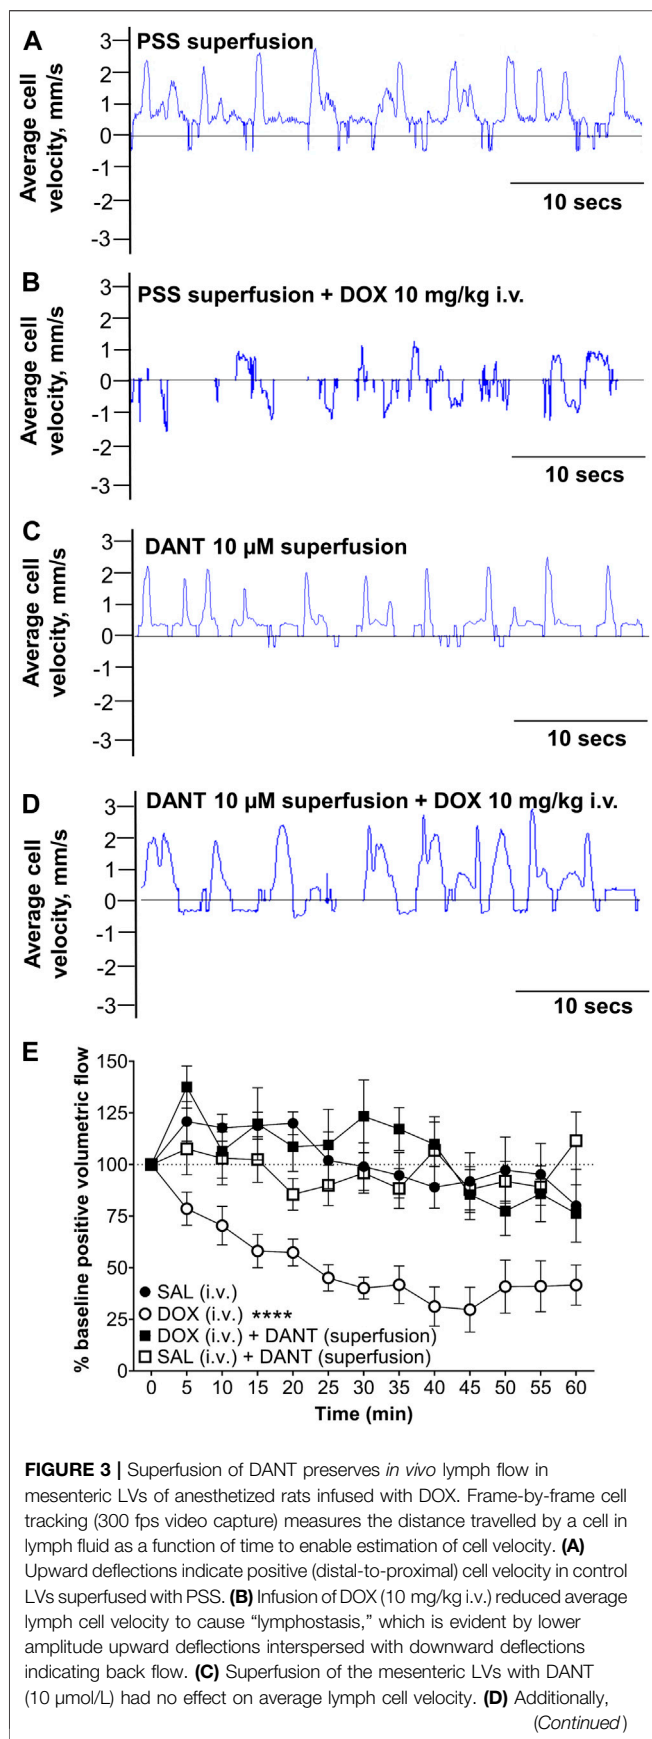 A
PSS superfusion
Average cell
velocity, mm/s
3
2
1
0
-1
-2
-3
10 secs
B
PSS superfusion + DOX 10 mg/kg i.v.
Average cell
velocity, mm/s
3
2
1
0
-1
-2
-3
10 secs
C
DANT 10 µM superfusion
Average cell
velocity, mm/s
3
2
1
0
-1
-2
-3
10 secs
D
DANT 10 µM superfusion + DOX 10 mg/kg i.v.
Average cell
velocity, mm/s
3
2
1
0
-1
-2
-3
10 secs
E
% baseline positive volumetric flow
150
125
100
75
50
25
0
SAL (i.v.)
DOX (i.v.) ****
DOX (i.v.) + DANT (superfusion)
SAL (i.v.) + DANT (superfusion)
0 5 10 15 20 25 30 35 40 45 50 55 60
Time (min)
FIGURE 3 | Superfusion of DANT preserves in vivo lymph flow in
mesenteric LVs of anesthetized rats infused with DOX. Frame-by-frame cell
tracking (300 fps video capture) measures the distance travelled by a cell in
lymph fluid as a function of time to enable estimation of cell velocity. (A)
Upward deflections indicate positive (distal-to-proximal) cell velocity in control
LVs superfused with PSS. (B) Infusion of DOX (10 mg/kg i.v.) reduced average
lymph cell velocity to cause “lymphostasis,” which is evident by lower
amplitude upward deflections interspersed with downward deflections
indicating back flow. (C) Superfusion of the mesenteric LVs with DANT
(10 µmol/L) had no effect on average lymph cell velocity. (D) Additionally,
(Continued)